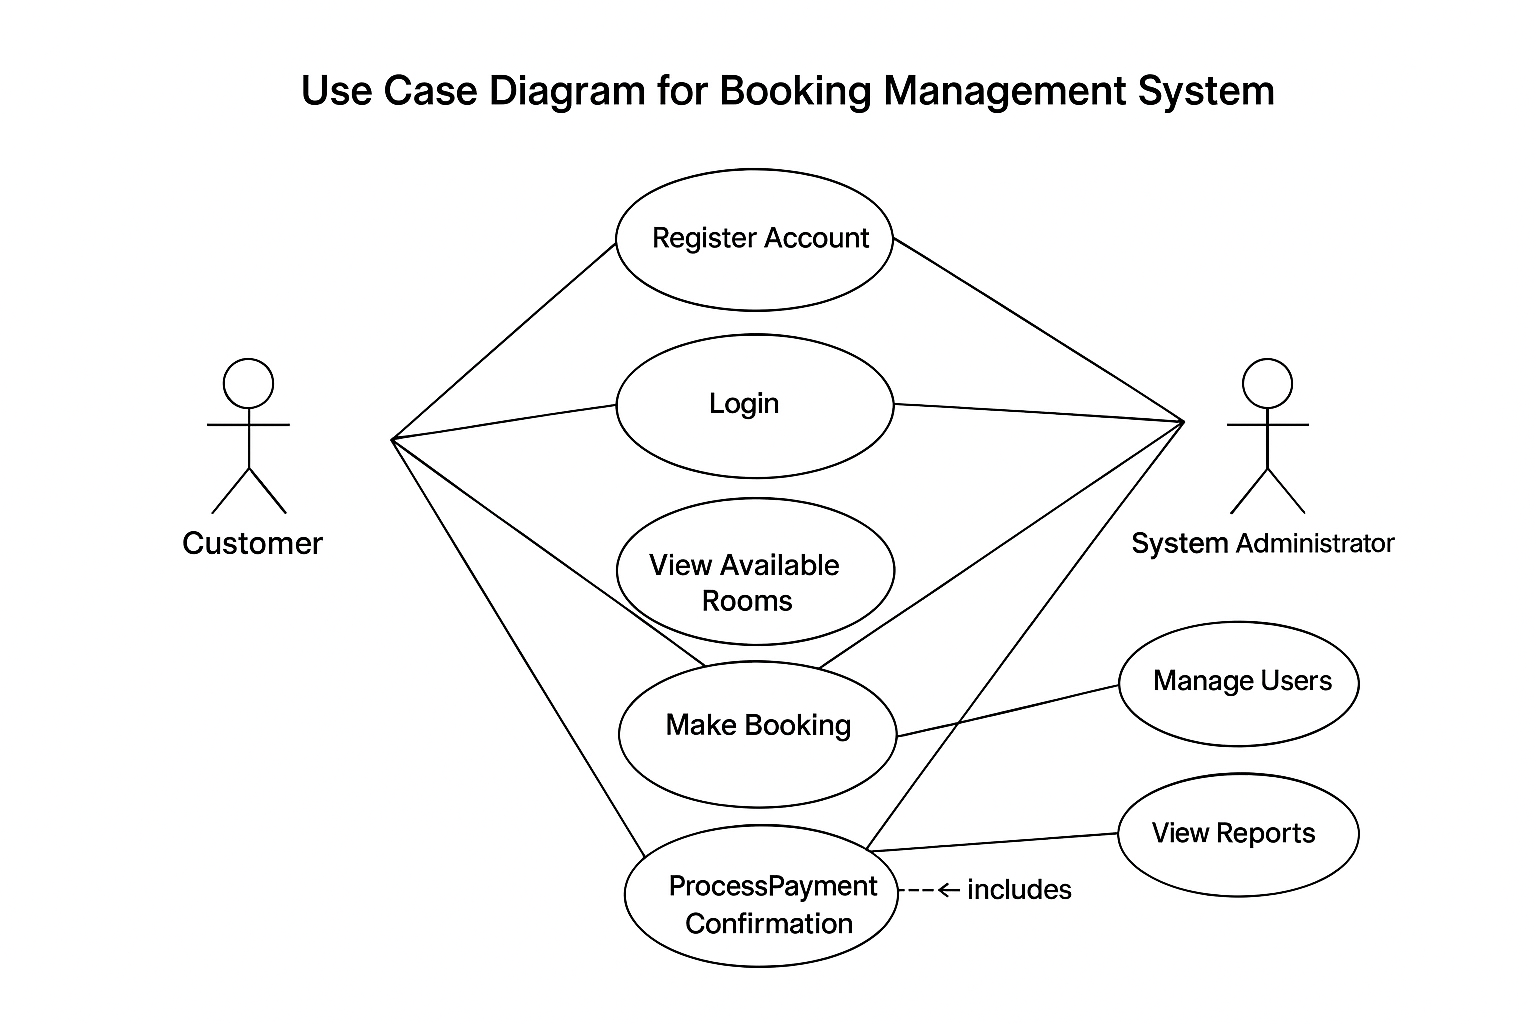 Use Case Diagram for Booking Management System
Register Account
Login
Customer
System Administrator
View Available
Rooms
Manage Users
Make Booking
View Reports
ProcessPayment
Confirmation
includes